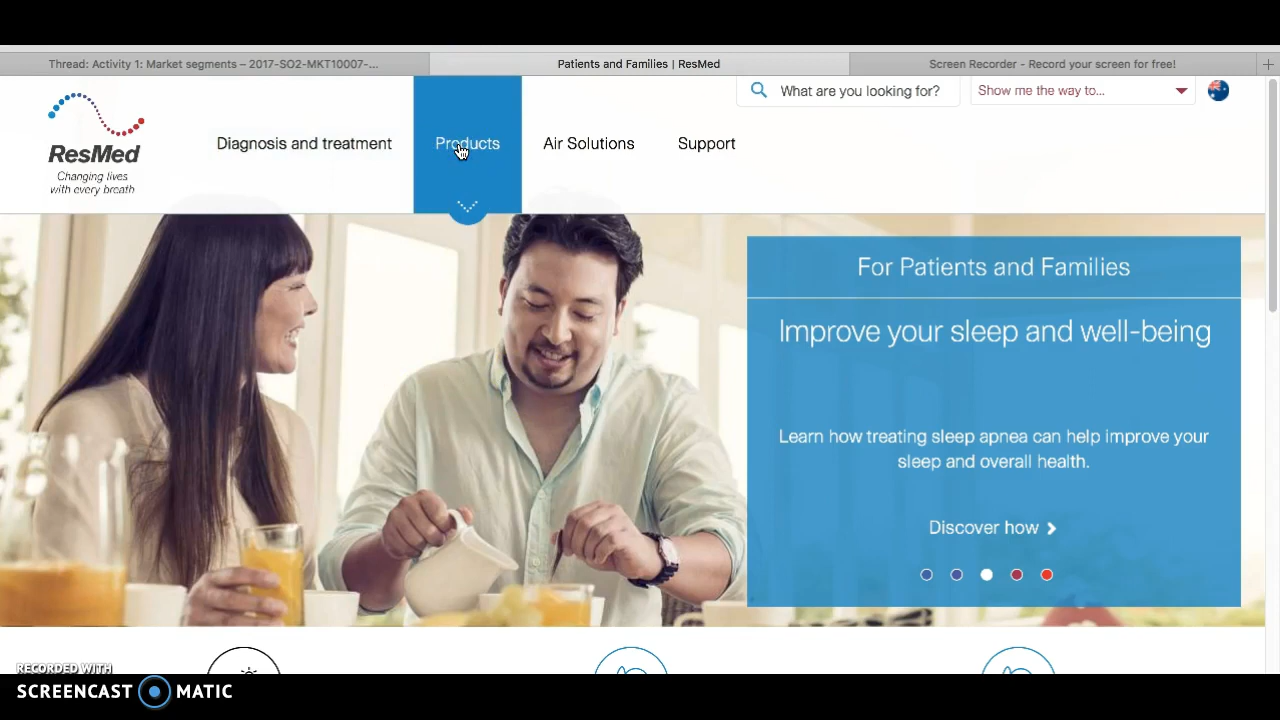 Thread: Activity 1: Market segments – 2017-SO2-MKT10007-...
Patients and Families | ResMed
Screen Recorder - Record your screen for free!
What are you looking for?
Show me the way to...
ResMed
Changing lives
with every breath
Diagnosis and treatment
Products
Air Solutions
Support
For Patients and Families
Improve your sleep and well-being
Learn how treating sleep apnea can help improve your
sleep and overall health.
Discover how
RECORDED WITH
SCREENCAST MATIC